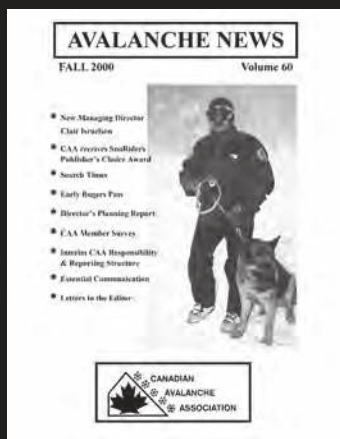 AVALANCHE NEWS
FALL 2000 Volume 60
* New Managing Director
Clair Israelson
* CAA receives SnoRiders
Publisher's Choice Award
* Search Times
* Early Rogers Pass
* Director's Planning Report
* CAA Member Survey
* Interim CAA Responsibility
& Reporting Structure
* Essential Communication
* Letters to the Editor
CANADIAN
AVALANCHE
ASSOCIATION